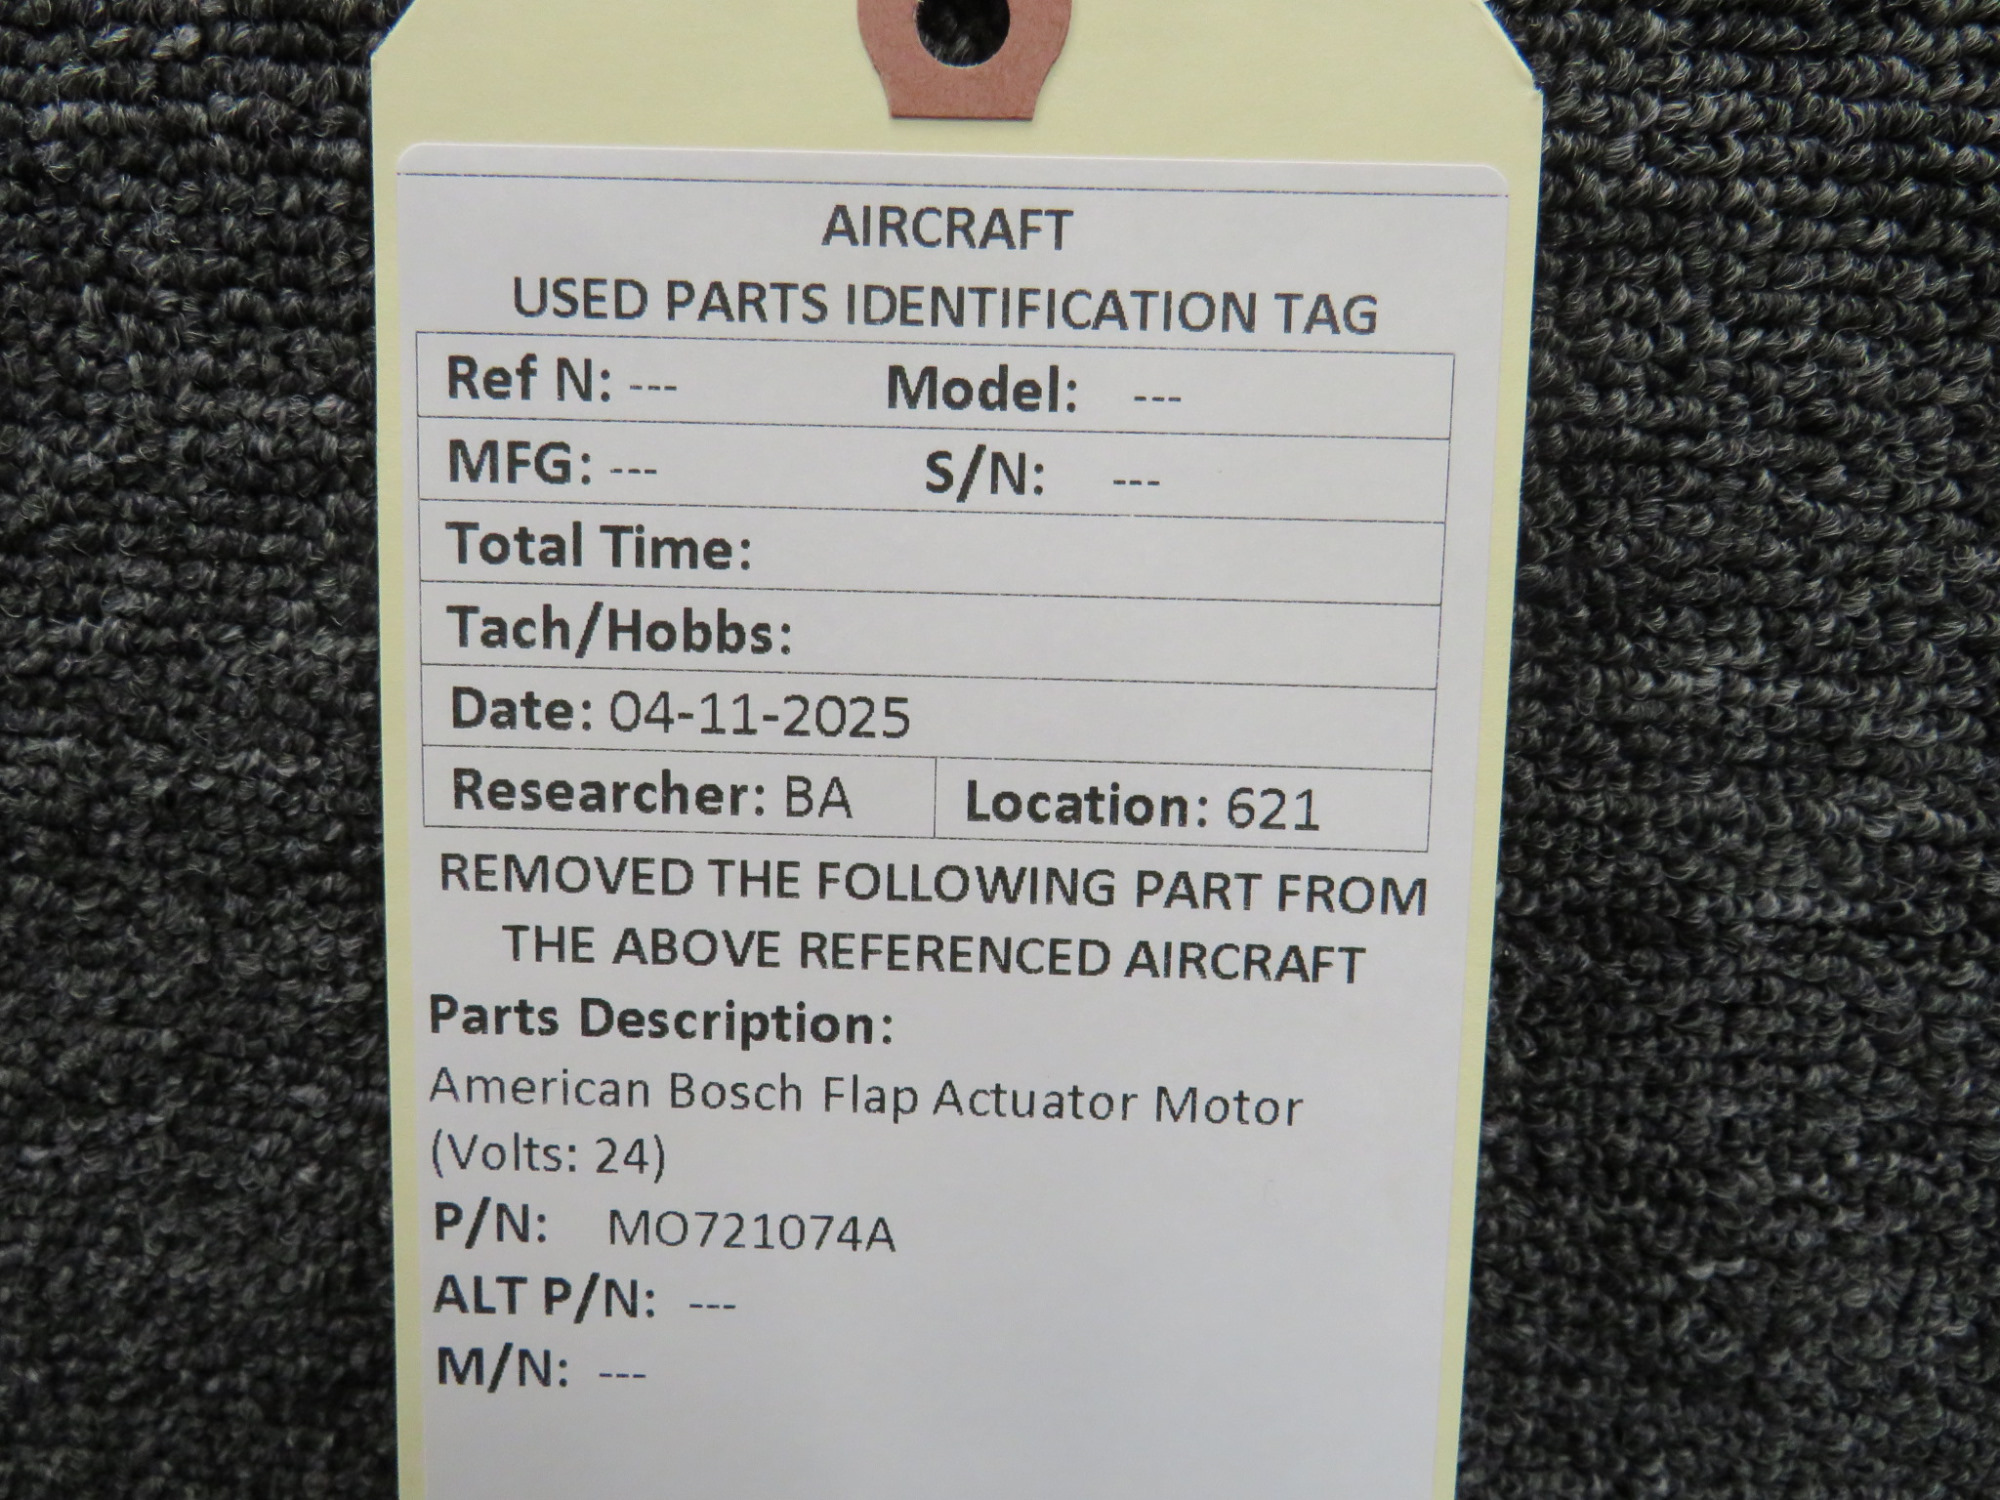 AIRCRAFT
USED PARTS IDENTIFICATION TAG
Ref N: --- Model: ---
MFG: --- S/N: ---
Total Time:
Tach/Hobbs:
Date: 04-11-2025
Researcher: BA Location: 621
REMOVED THE FOLLOWING PART FROM
THE ABOVE REFERENCED AIRCRAFT
Parts Description:
American Bosch Flap Actuator Motor
(Volts: 24)
P/N: MO721074A
ALT P/N: ---
M/N: ---